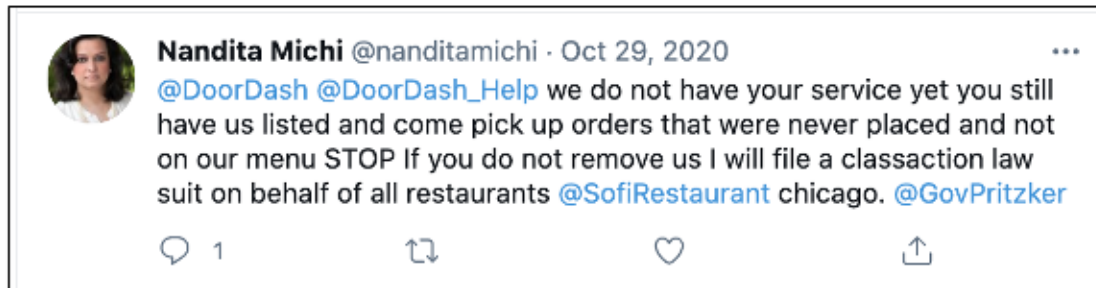 Nandita Michi @nanditamichi · Oct 29, 2020
@DoorDash @DoorDash_Help we do not have your service yet you still
have us listed and come pick up orders that were never placed and not
on our menu STOP If you do not remove us I will file a classaction law
suit on behalf of all restaurants @SofiRestaurant chicago. @GovPritzker
1